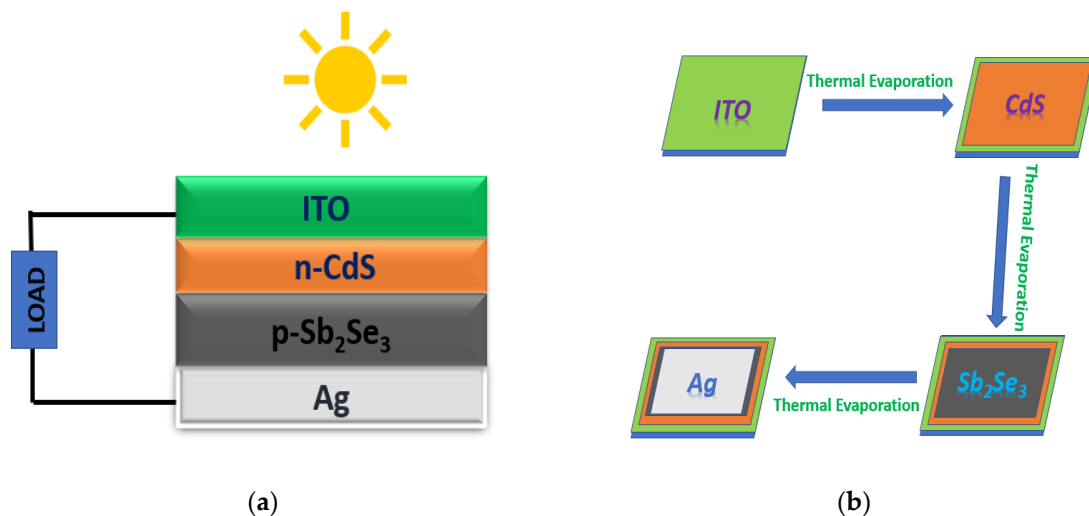 ITO
n-CdS
p-Sb₂Se₃
Ag
LOAD
(a)
ITO
Thermal Evaporation
CdS
Thermal Evaporation
Sb₂Se₃
Thermal Evaporation
Ag
(b)